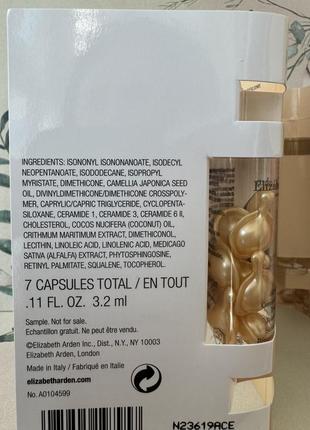 INGREDIENTS: ISONONYL ISONONANOATE, ISODECYL
NEOPENTANOATE, ISODODECANE, ISOPROPYL
MYRISTATE, DIMETHICONE, CAMELLIA JAPONICA SEED
OIL, DIVINYLDIMETHICONE/DIMETHICONE CROSSPOLY-
MER, CAPRYLIC/CAPRIC TRIGLYCERIDE, CYCLOPENTA-
SILOXANE, CERAMIDE 1, CERAMIDE 3, CERAMIDE 6 II,
CHOLESTEROL, COCOS NUCIFERA (COCONUT) OIL,
CRITHMUM MARITIMUM EXTRACT, DIMETHICONOL,
LECITHIN, LINOLEIC ACID, LINOLENIC ACID, MEDICAGO
SATIVA (ALFALFA) EXTRACT, PHYTOSPHINGOSINE,
RETINYL PALMITATE, SQUALENE, TOCOPHEROL.
7 CAPSULES TOTAL / EN TOUT
.11 FL. OZ. 3.2 ml
Sample. Not for sale.
Echantillon gratuit. Ne peut être vendu.
©Elizabeth Arden Inc., Dist., N.Y., NY 10003
Elizabeth Arden, London
Made in Italy / Fabriqué en Italie
elizabetharden.com
No. A0104599
N23619ACE